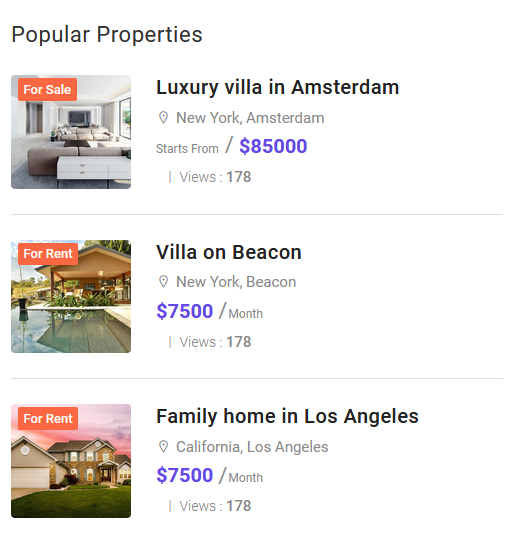 Popular Properties
For Sale
Luxury villa in Amsterdam
New York, Amsterdam
Starts From / $85000
| Views : 178
For Rent
Villa on Beacon
New York, Beacon
$7500 / Month
| Views : 178
For Rent
Family home in Los Angeles
California, Los Angeles
$7500 / Month
| Views : 178